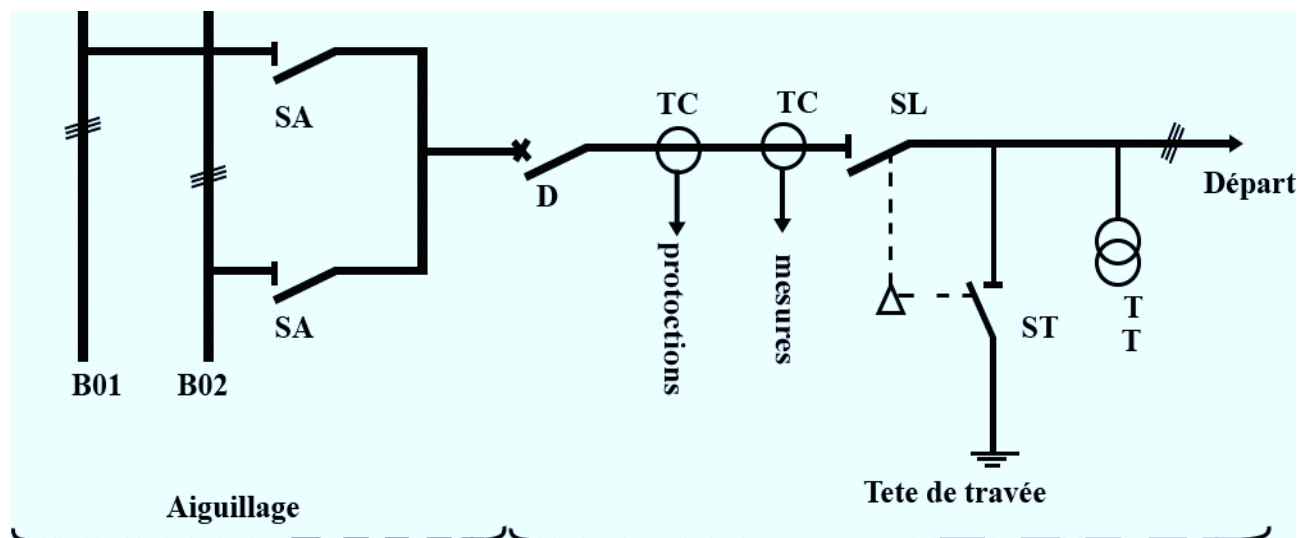 SA
TC
TC
SL
D
Départ
protoctions
mesures
SA
ST
T
T
B01
B02
Aiguillage
Tete de travée